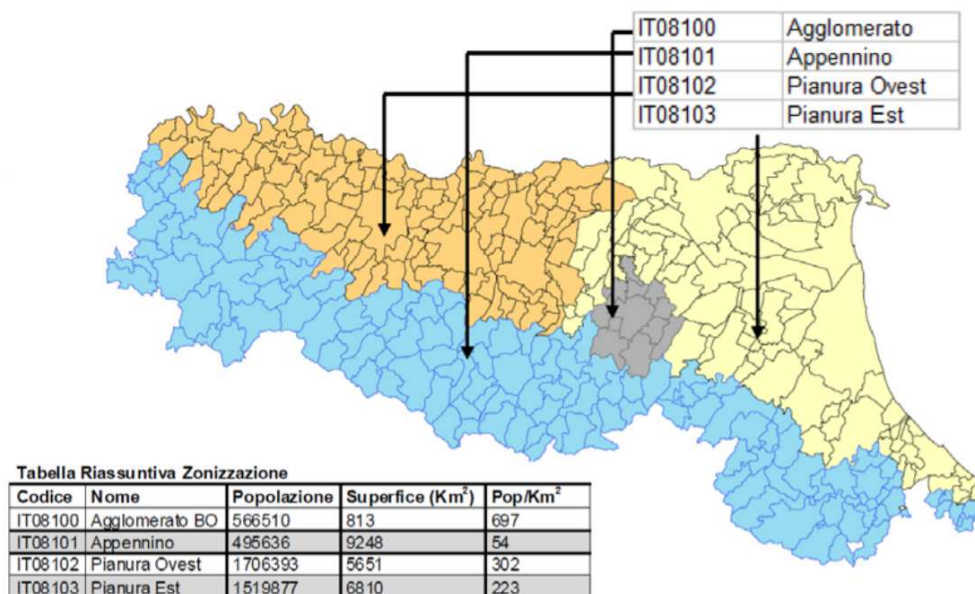 IT08100 Agglomerato
IT08101 Appennino
IT08102 Pianura Ovest
IT08103 Pianura Est
Tabella Riassuntiva Zonizzazione
Codice Nome Popolazione Superfice (Km²) Pop/Km²
IT08100 Agglomerato BO 566510 813 697
IT08101 Appennino 495636 9248 54
IT08102 Pianura Ovest 1706393 5651 302
IT08103 Pianura Est 1519877 6810 223